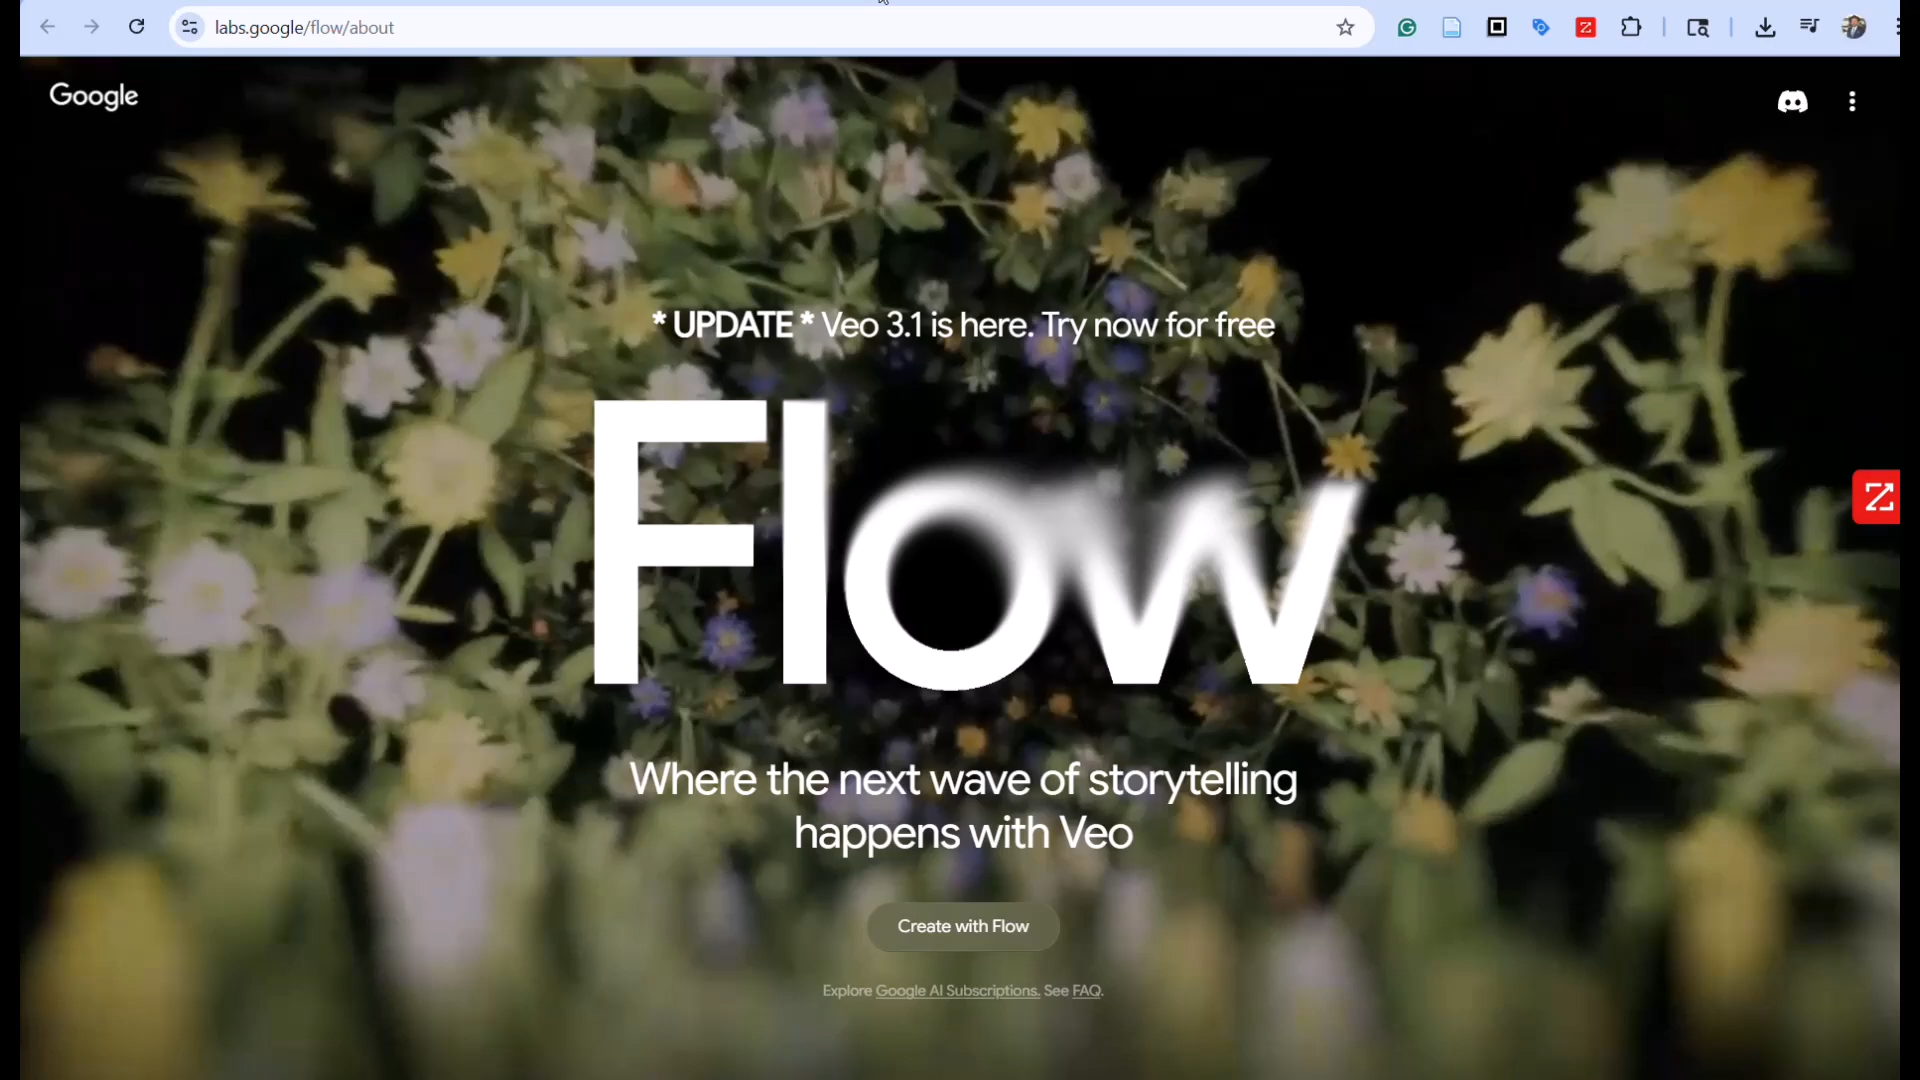 labs.google/flow/about
Google
* UPDATE * Veo 3.1 is here. Try now for free
Flow
Where the next wave of storytelling
happens with Veo
Create with Flow
Explore Google AI Subscriptions. See FAQ.